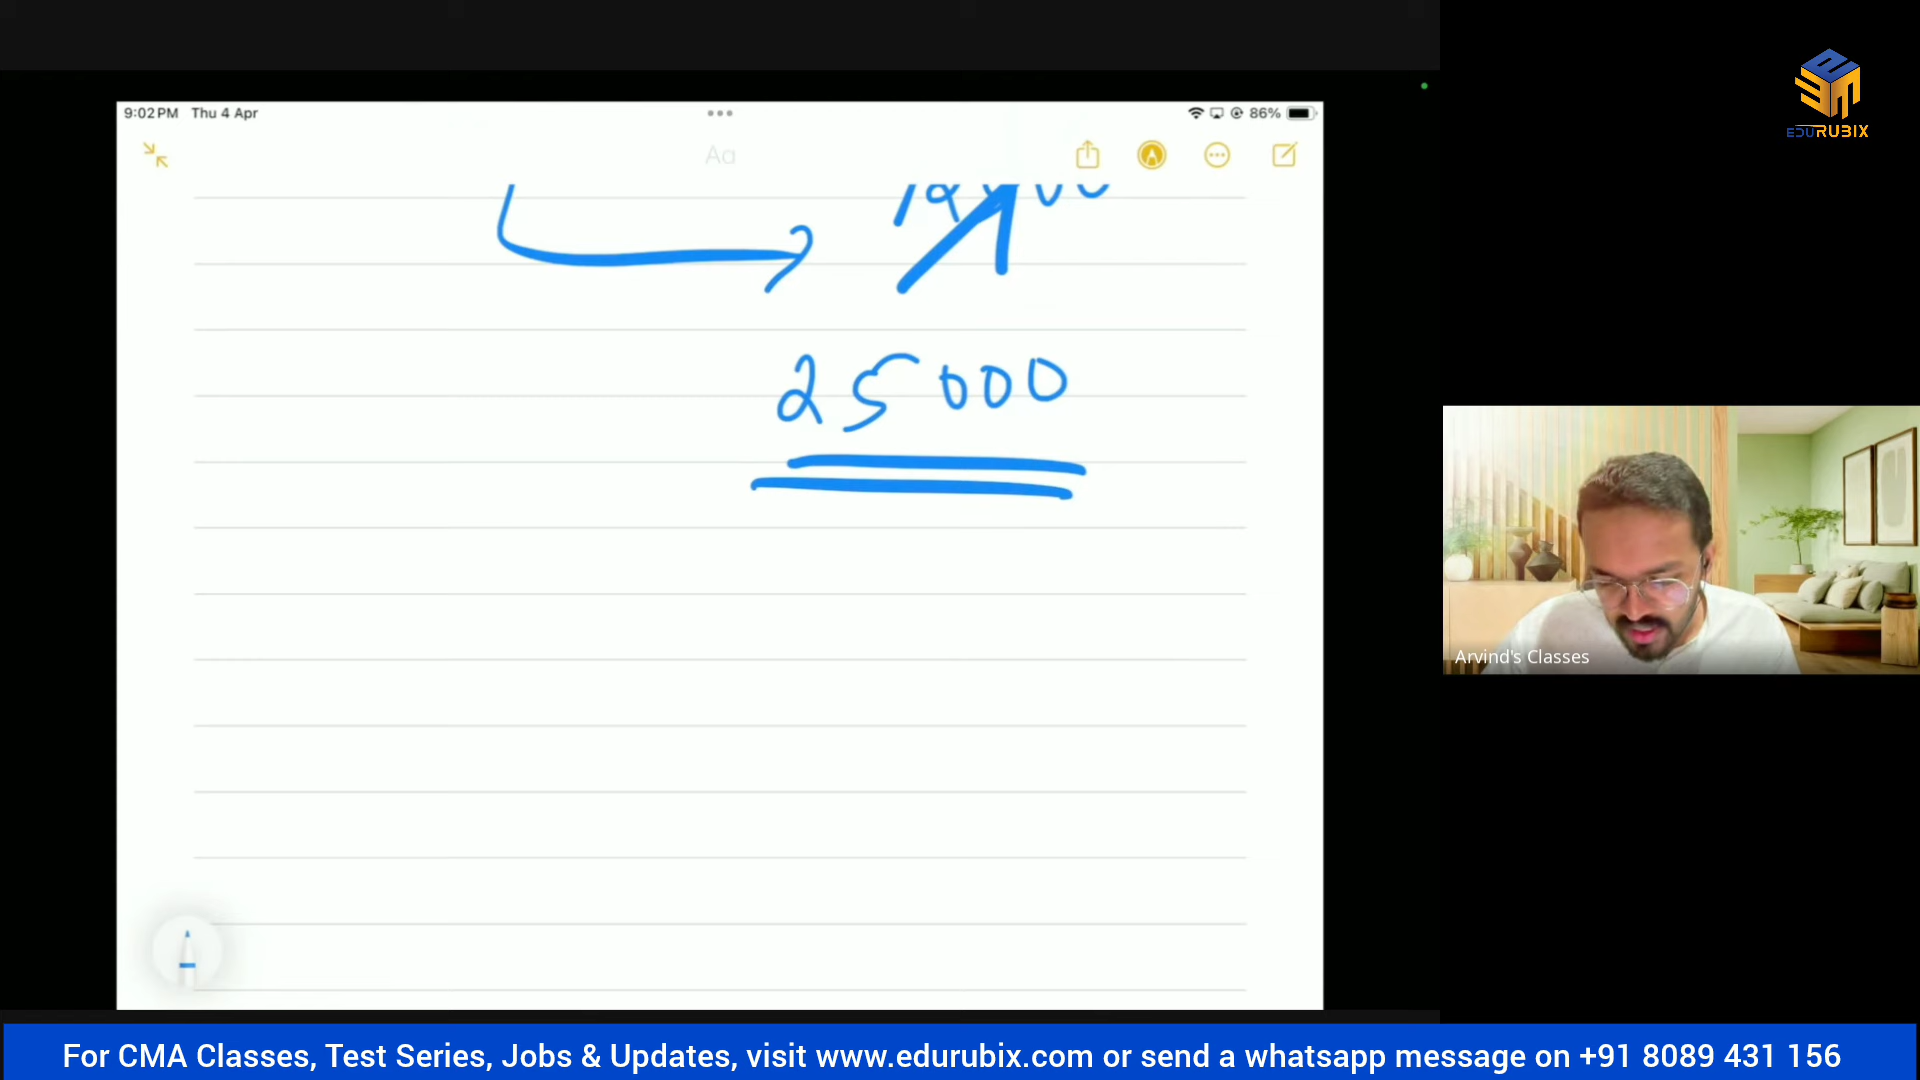 EDURUBIX
9:02 PM Thu 4 Apr
86%
Aa
25000
Arvind's Classes
For CMA Classes, Test Series, Jobs & Updates, visit www.edurubix.com or send a whatsapp message on +91 8089 431 156